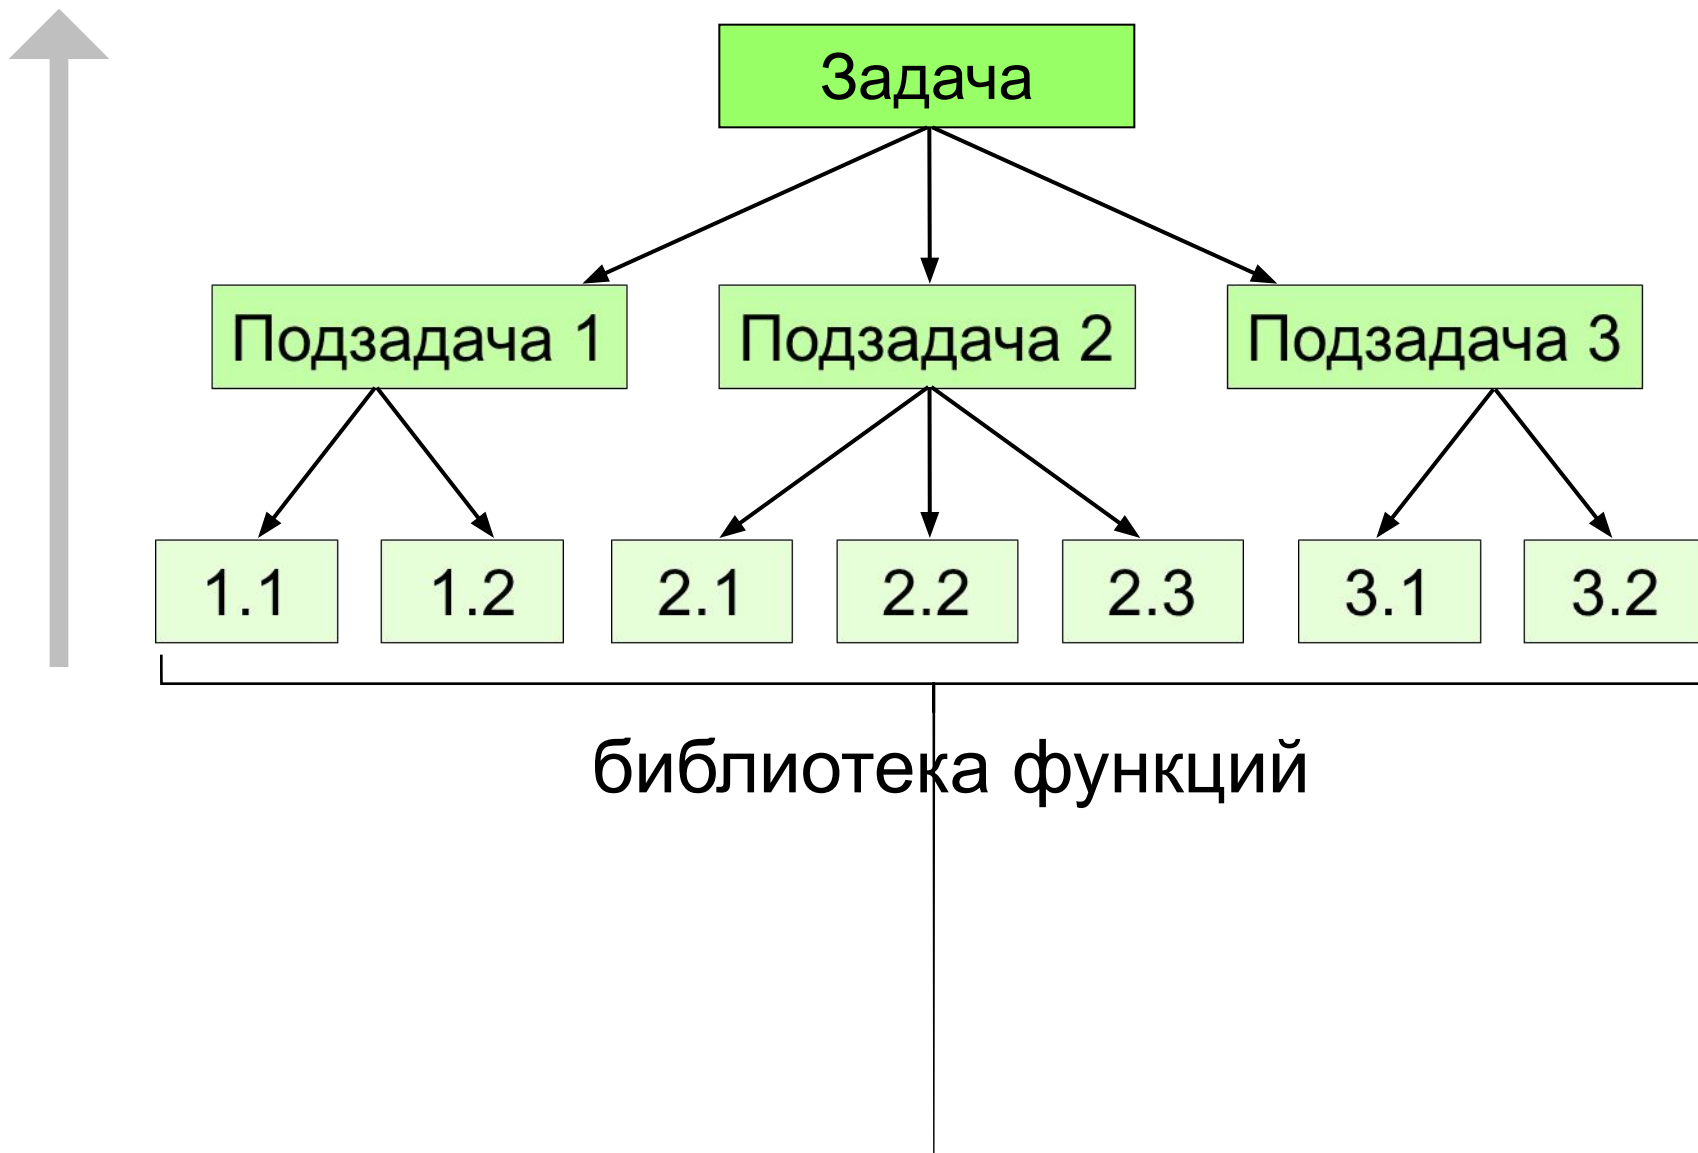 Задача
Подзадача 1
Подзадача 2
Подзадача 3
1.1
1.2
2.1
2.2
2.3
3.1
3.2
библиотека функций